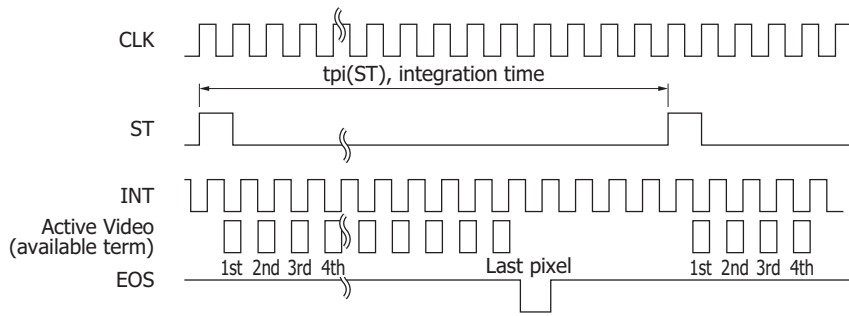 CLK
tpi(ST), integration time
ST
INT
Active Video
(available term)
1st 2nd 3rd 4th
Last pixel
1st 2nd 3rd 4th
EOS